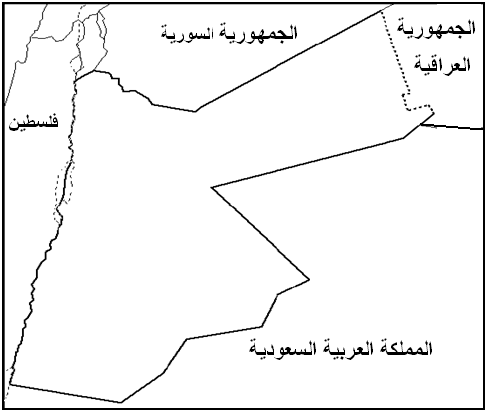 الجمهورية
العراقية
الجمهورية السورية
فلسطين
المملكة العربية السعودية